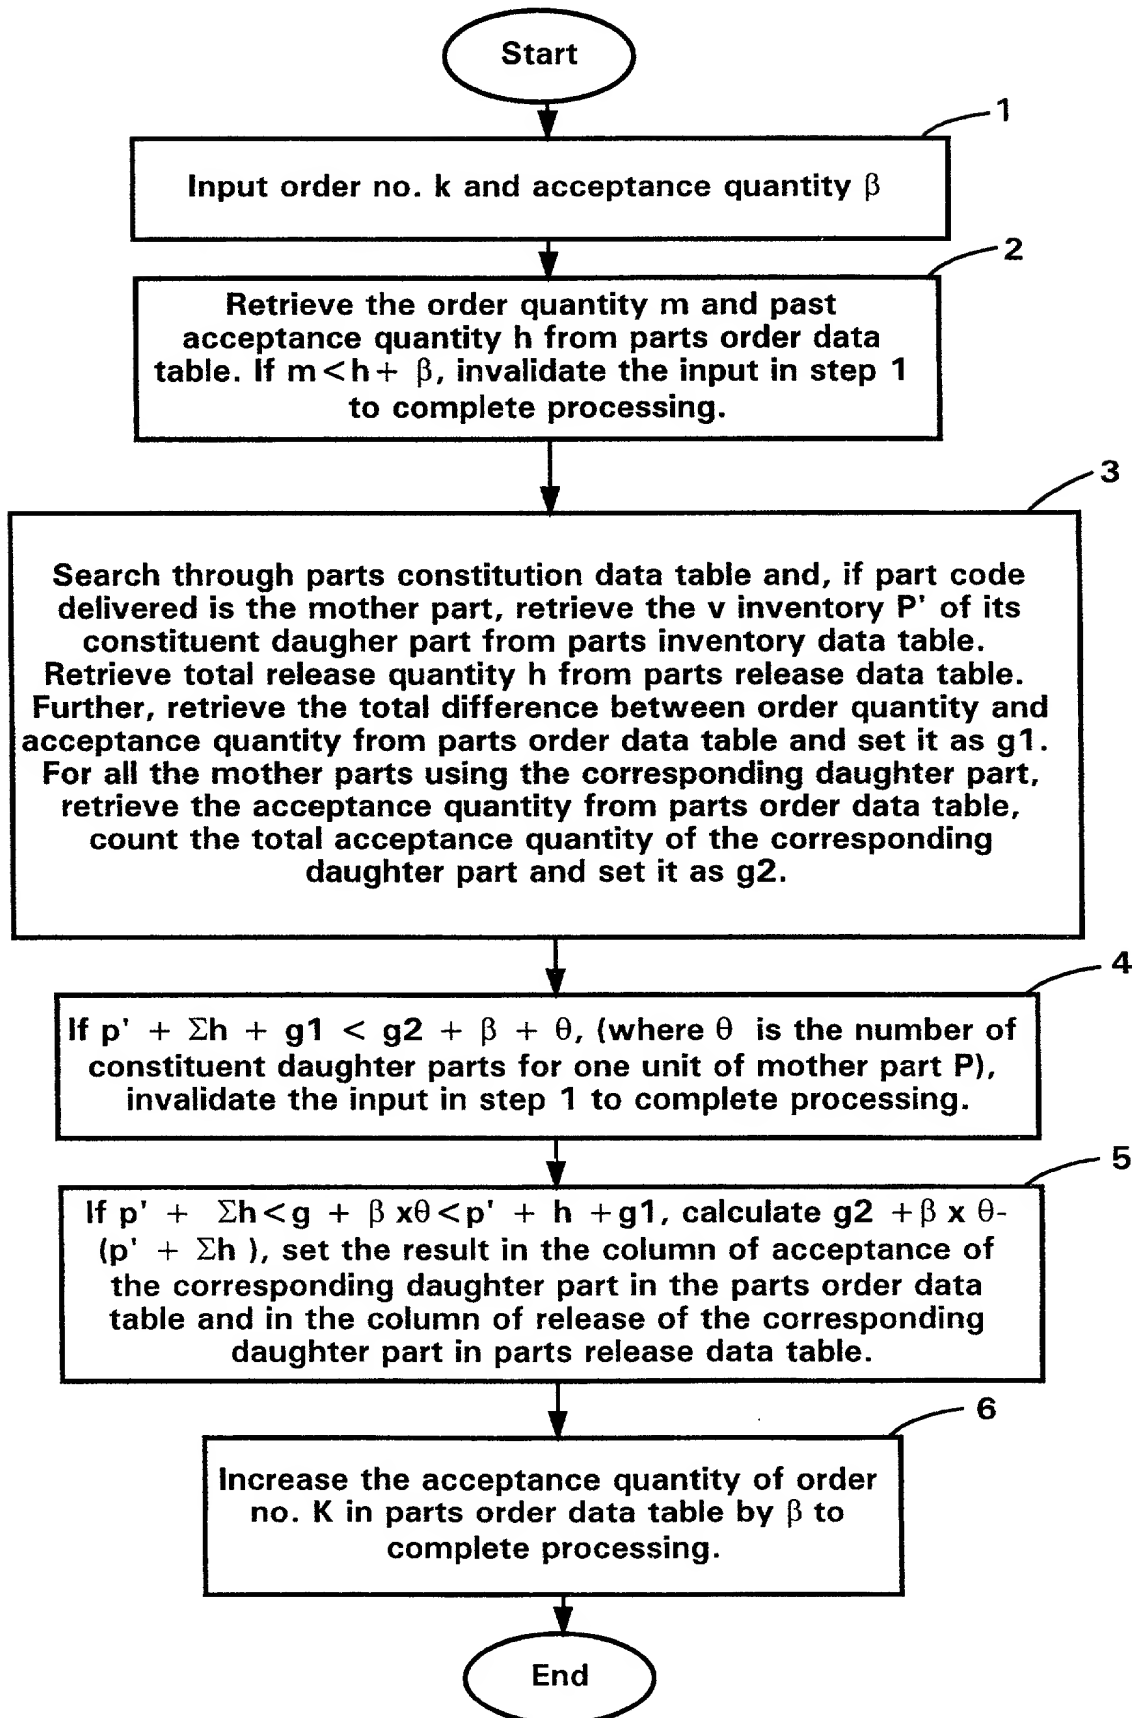 Start
1
Input order no. k and acceptance quantity β
2
Retrieve the order quantity m and past
acceptance quantity h from parts order data
table. If m<h+ β, invalidate the input in step 1
to complete processing.
3
Search through parts constitution data table and, if part code
delivered is the mother part, retrieve the v inventory P' of its
constituent daugher part from parts inventory data table.
Retrieve total release quantity h from parts release data table.
Further, retrieve the total difference between order quantity and
acceptance quantity from parts order data table and set it as g1.
For all the mother parts using the corresponding daughter part,
retrieve the acceptance quantity from parts order data table,
count the total acceptance quantity of the corresponding
daughter part and set it as g2.
4
If p' + Σh + g1 < g2 + β + θ, (where θ is the number of
constituent daughter parts for one unit of mother part P),
invalidate the input in step 1 to complete processing.
5
If p' + Σh<g + β xθ<p' + h +g1, calculate g2 +β x θ-
(p' + Σh ), set the result in the column of acceptance of
the corresponding daughter part in the parts order data
table and in the column of release of the corresponding
daughter part in parts release data table.
6
Increase the acceptance quantity of order
no. K in parts order data table by β to
complete processing.
End